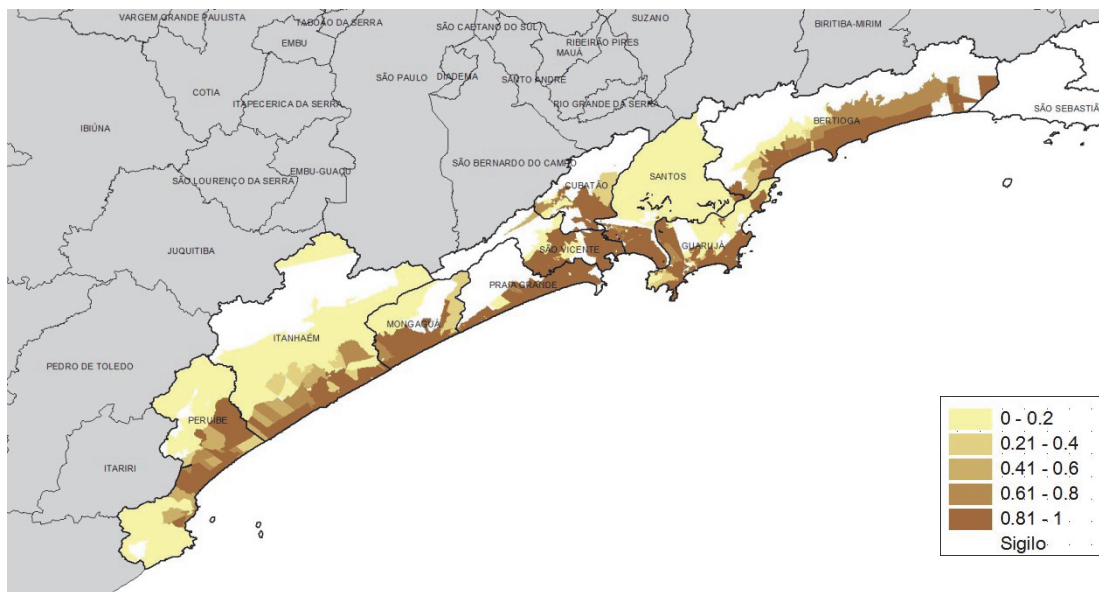 VARGEM GRANDE PAULISTA
TABOÃO DA SERRA
SÃO CAETANO DO SUL
SUZANO
BIRITIBA-MIRIM
EMBU
RIBEIRÃO PIRES
MAUÁ
SÃO PAULO
DIADEMA
SANTO ANDRÉ
COTIA
ITAPECERICA DA SERRA
RIO GRANDE DA SERRA
SÃO SEBASTIÃ
IBIÚNA
BERTIOGA
EMBU-GUAÇU
SÃO BERNARDO DO CAMPO
SANTOS
SÃO LOURENÇO DA SERRA
CUBATÃO
JUQUITIBA
SÃO VICENTE
GUARUJÁ
PRAIA GRANDE
MONGAGUÁ
ITANHAÉM
PEDRO DE TOLEDO
PERUÍBE
ITARIRI
0 - 0.2
0.21 - 0.4
0.41 - 0.6
0.61 - 0.8
0.81 - 1
Sigilo